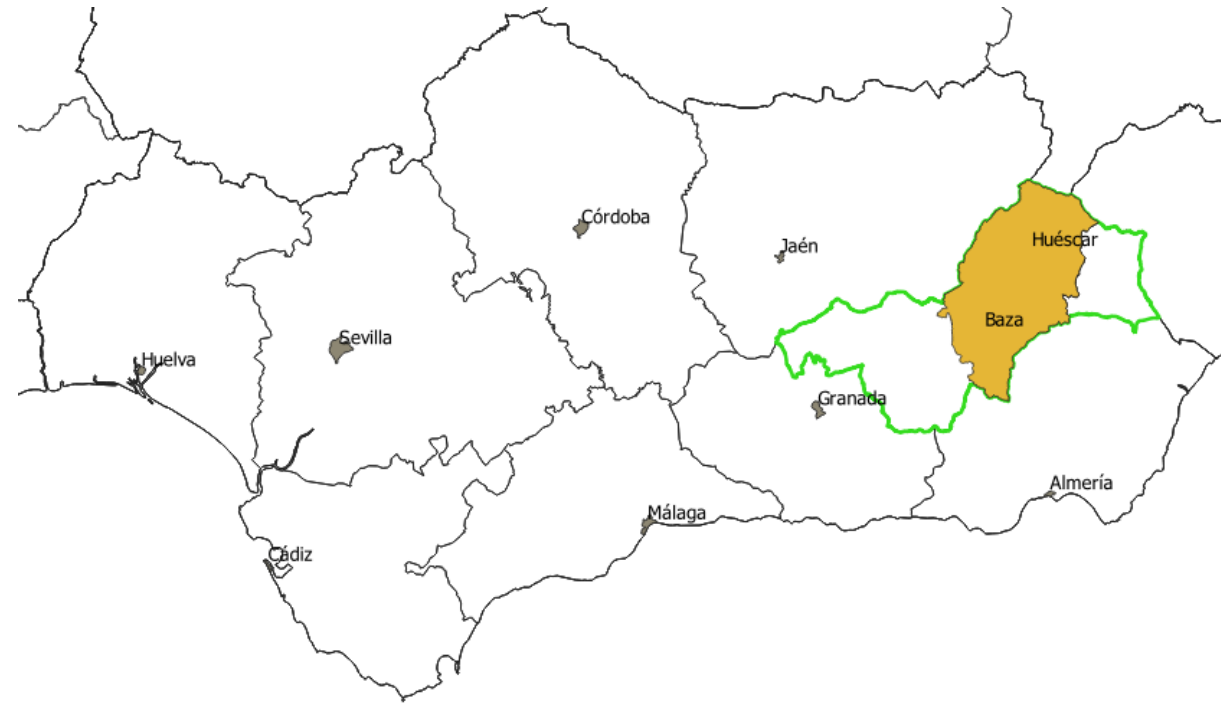 Córdoba
Huéscar
Jaén
Baza
Sevilla
Huelva
Granada
Almería
Málaga
Cádiz